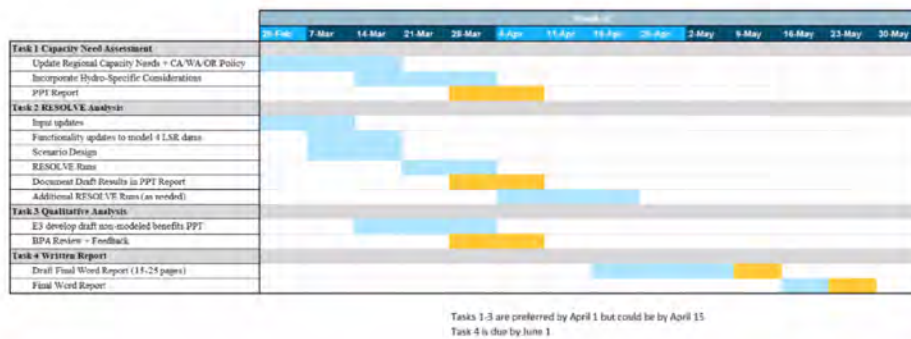 Week of
28-Feb 7-Mar 14-Mar 21-Mar 28-Mar 4-Apr 11-Apr 18-Apr 25-Apr 2-May 9-May 16-May 23-May 30-May
Task 1 Capacity Need Assessment
Update Regional Capacity Needs + CA/WA/OR Policy
Incorporate Hydro-Specific Considerations
PPT Report
Task 2 RESOLVE Analysis
Input updates
Functionality updates to model 4 LSR dams
Scenario Design
RESOLVE Runs
Document Draft Results in PPT Report
Additional RESOLVE Runs (as needed)
Task 3 Qualitative Analysis
E3 develop draft non-modeled benefits PPT
BPA Review + Feedback
Task 4 Written Report
Draft Final Word Report (15-25 pages)
Final Word Report
Tasks 1-3 are preferred by April 1 but could be by April 15
Task 4 is due by June 1